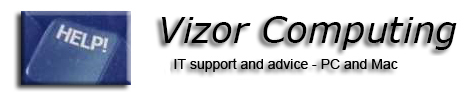 HELP!
Vizor Computing
IT support and advice - PC and Mac